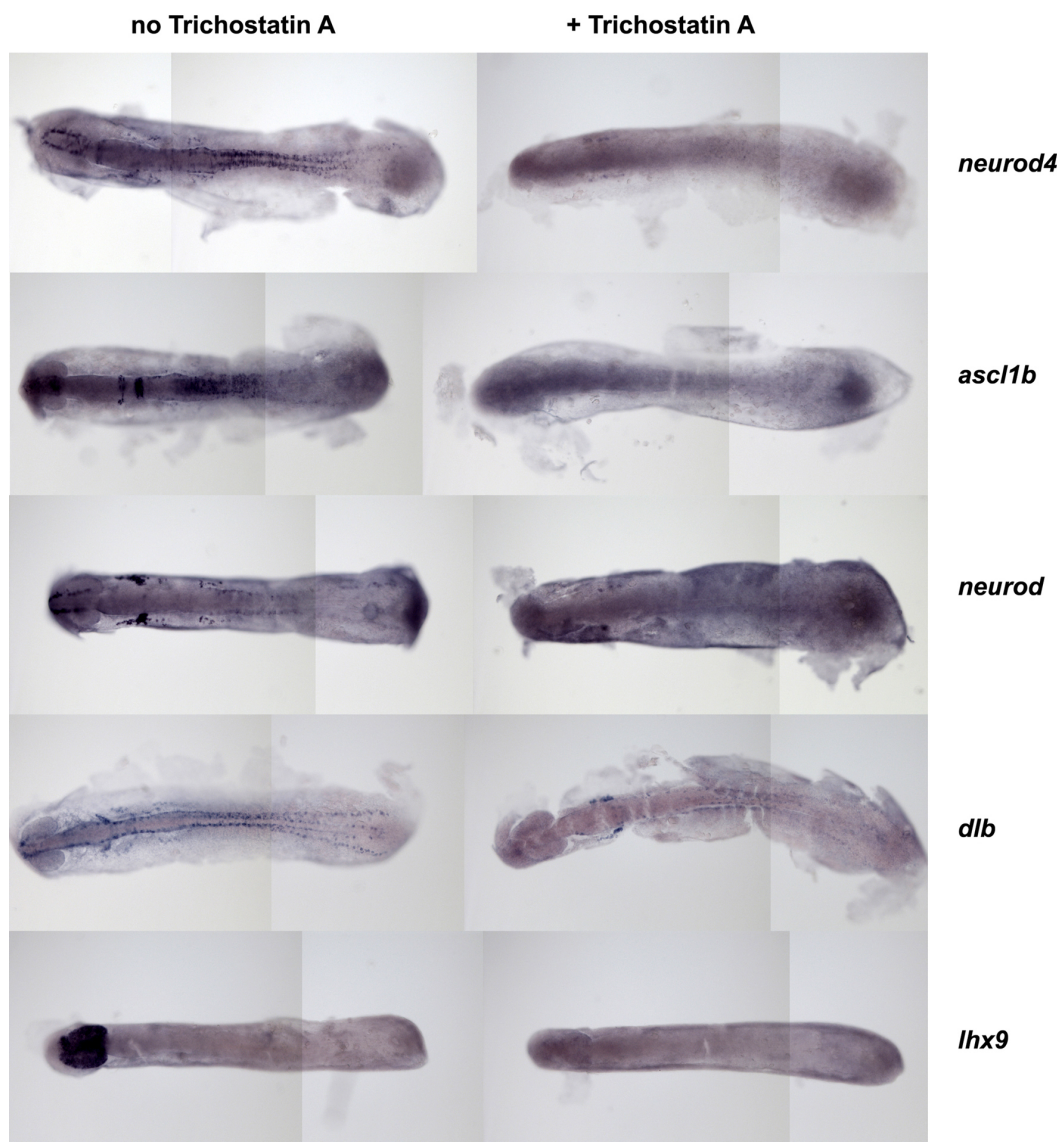 no Trichostatin A
+ Trichostatin A
neurod4
ascl1b
neurod
dlb
lhx9